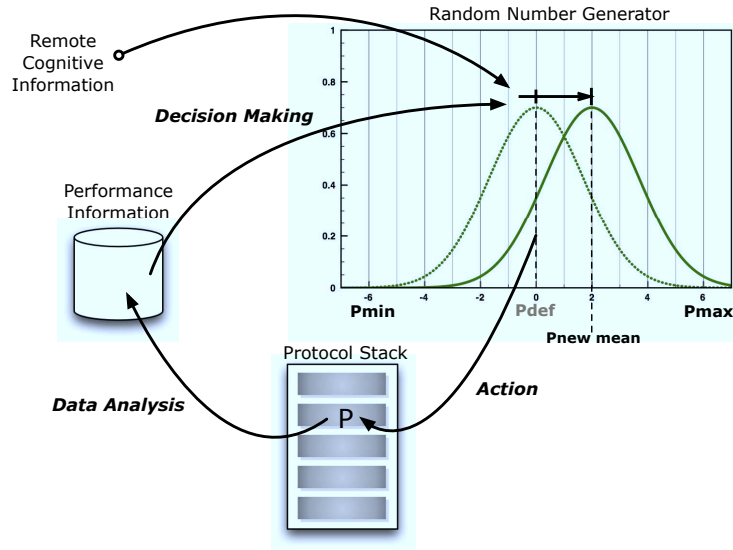 Random Number Generator
Remote
Cognitive
Information
Decision Making
Performance
Information
1
0.8
0.6
0.4
0.2
0
-6
-4
-2
0
2
4
6
Pmin
Pdef
Pmax
Pnew mean
Protocol Stack
P
Data Analysis
Action